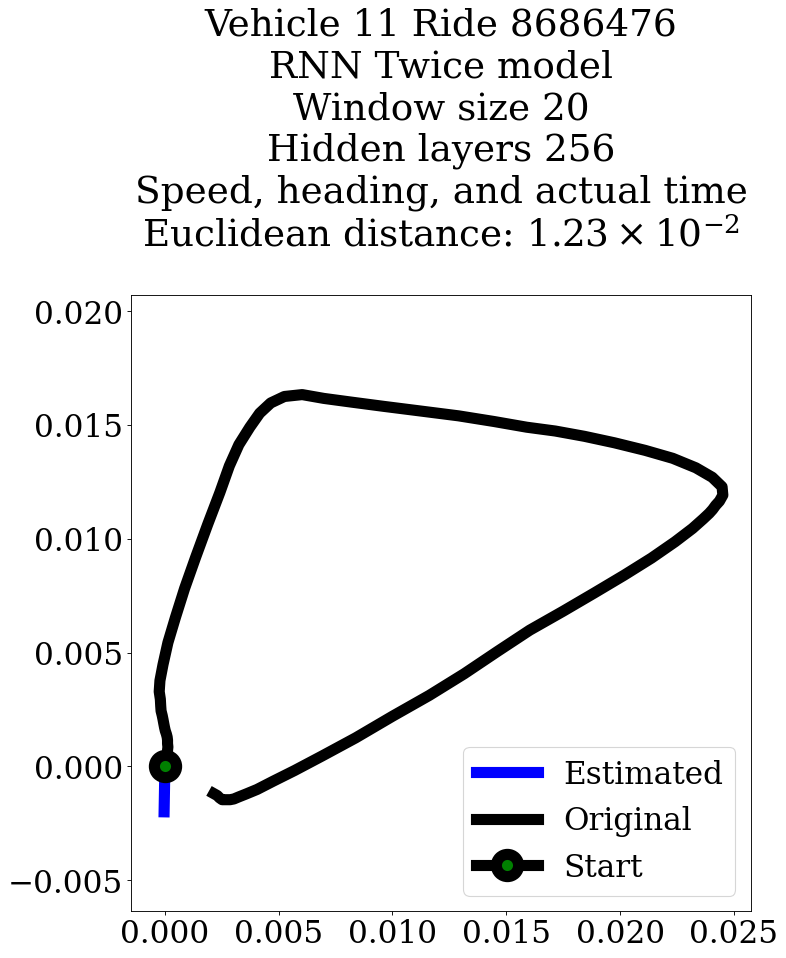 Vehicle 11 Ride 8686476
RNN Twice model
Window size 20
Hidden layers 256
Speed, heading, and actual time
Euclidean distance: 1.23 × 10⁻²
0.020
0.015
0.010
0.005
0.000
−0.005
Estimated
Original
Start
0.000 0.005 0.010 0.015 0.020 0.025